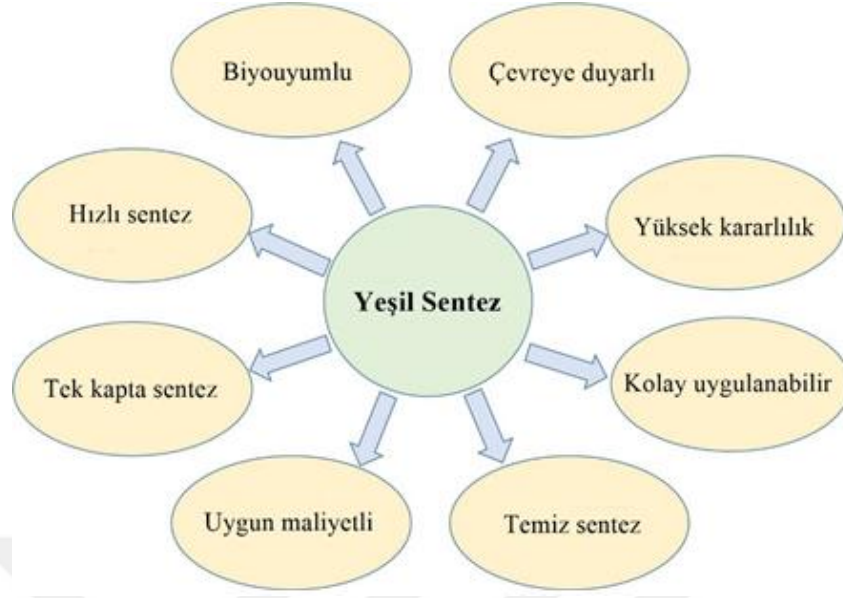 Biyouyumlu
Çevreye duyarlı
Hızlı sentez
Yüksek kararlılık
Yeşil Sentez
Tek kapta sentez
Kolay uygulanabilir
Uygun maliyetli
Temiz sentez